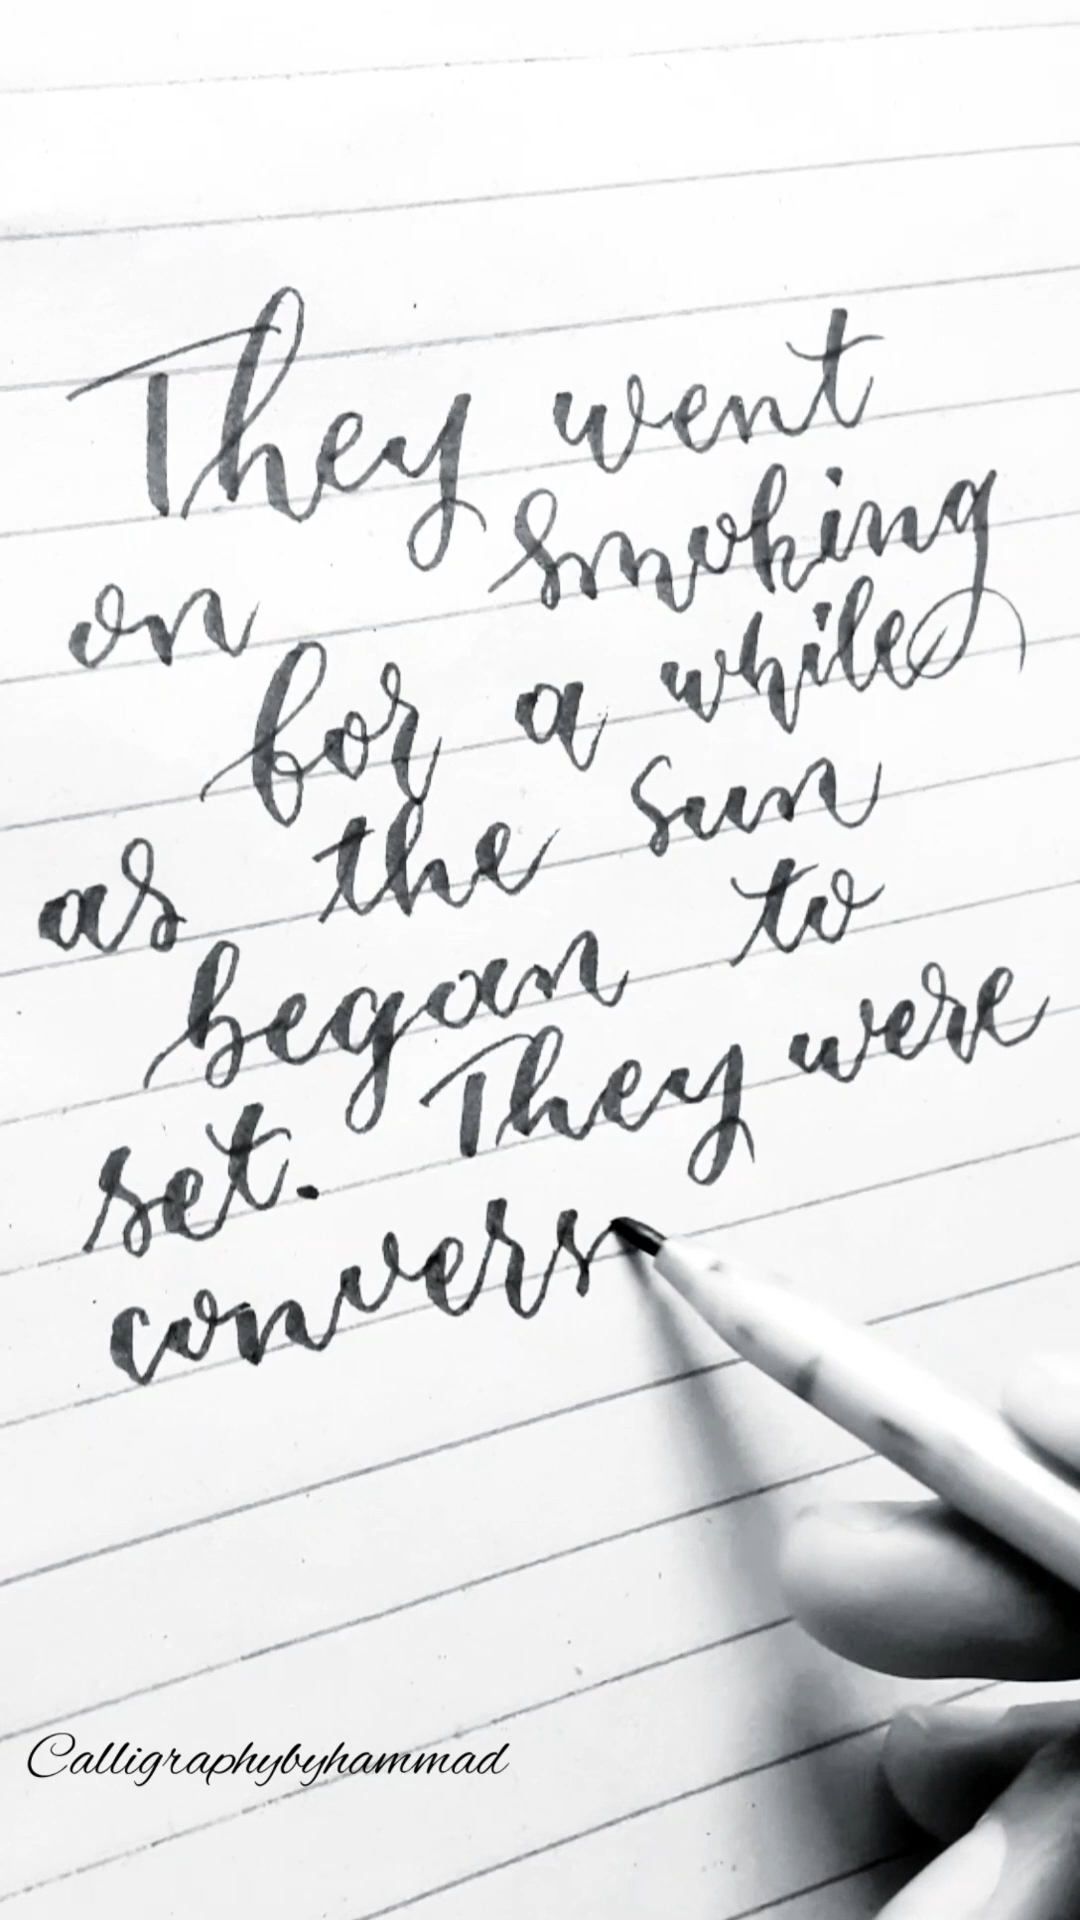 They went
on smoking
for a while
as the sun
began to
set. They were
convers
Calligraphybyhammad